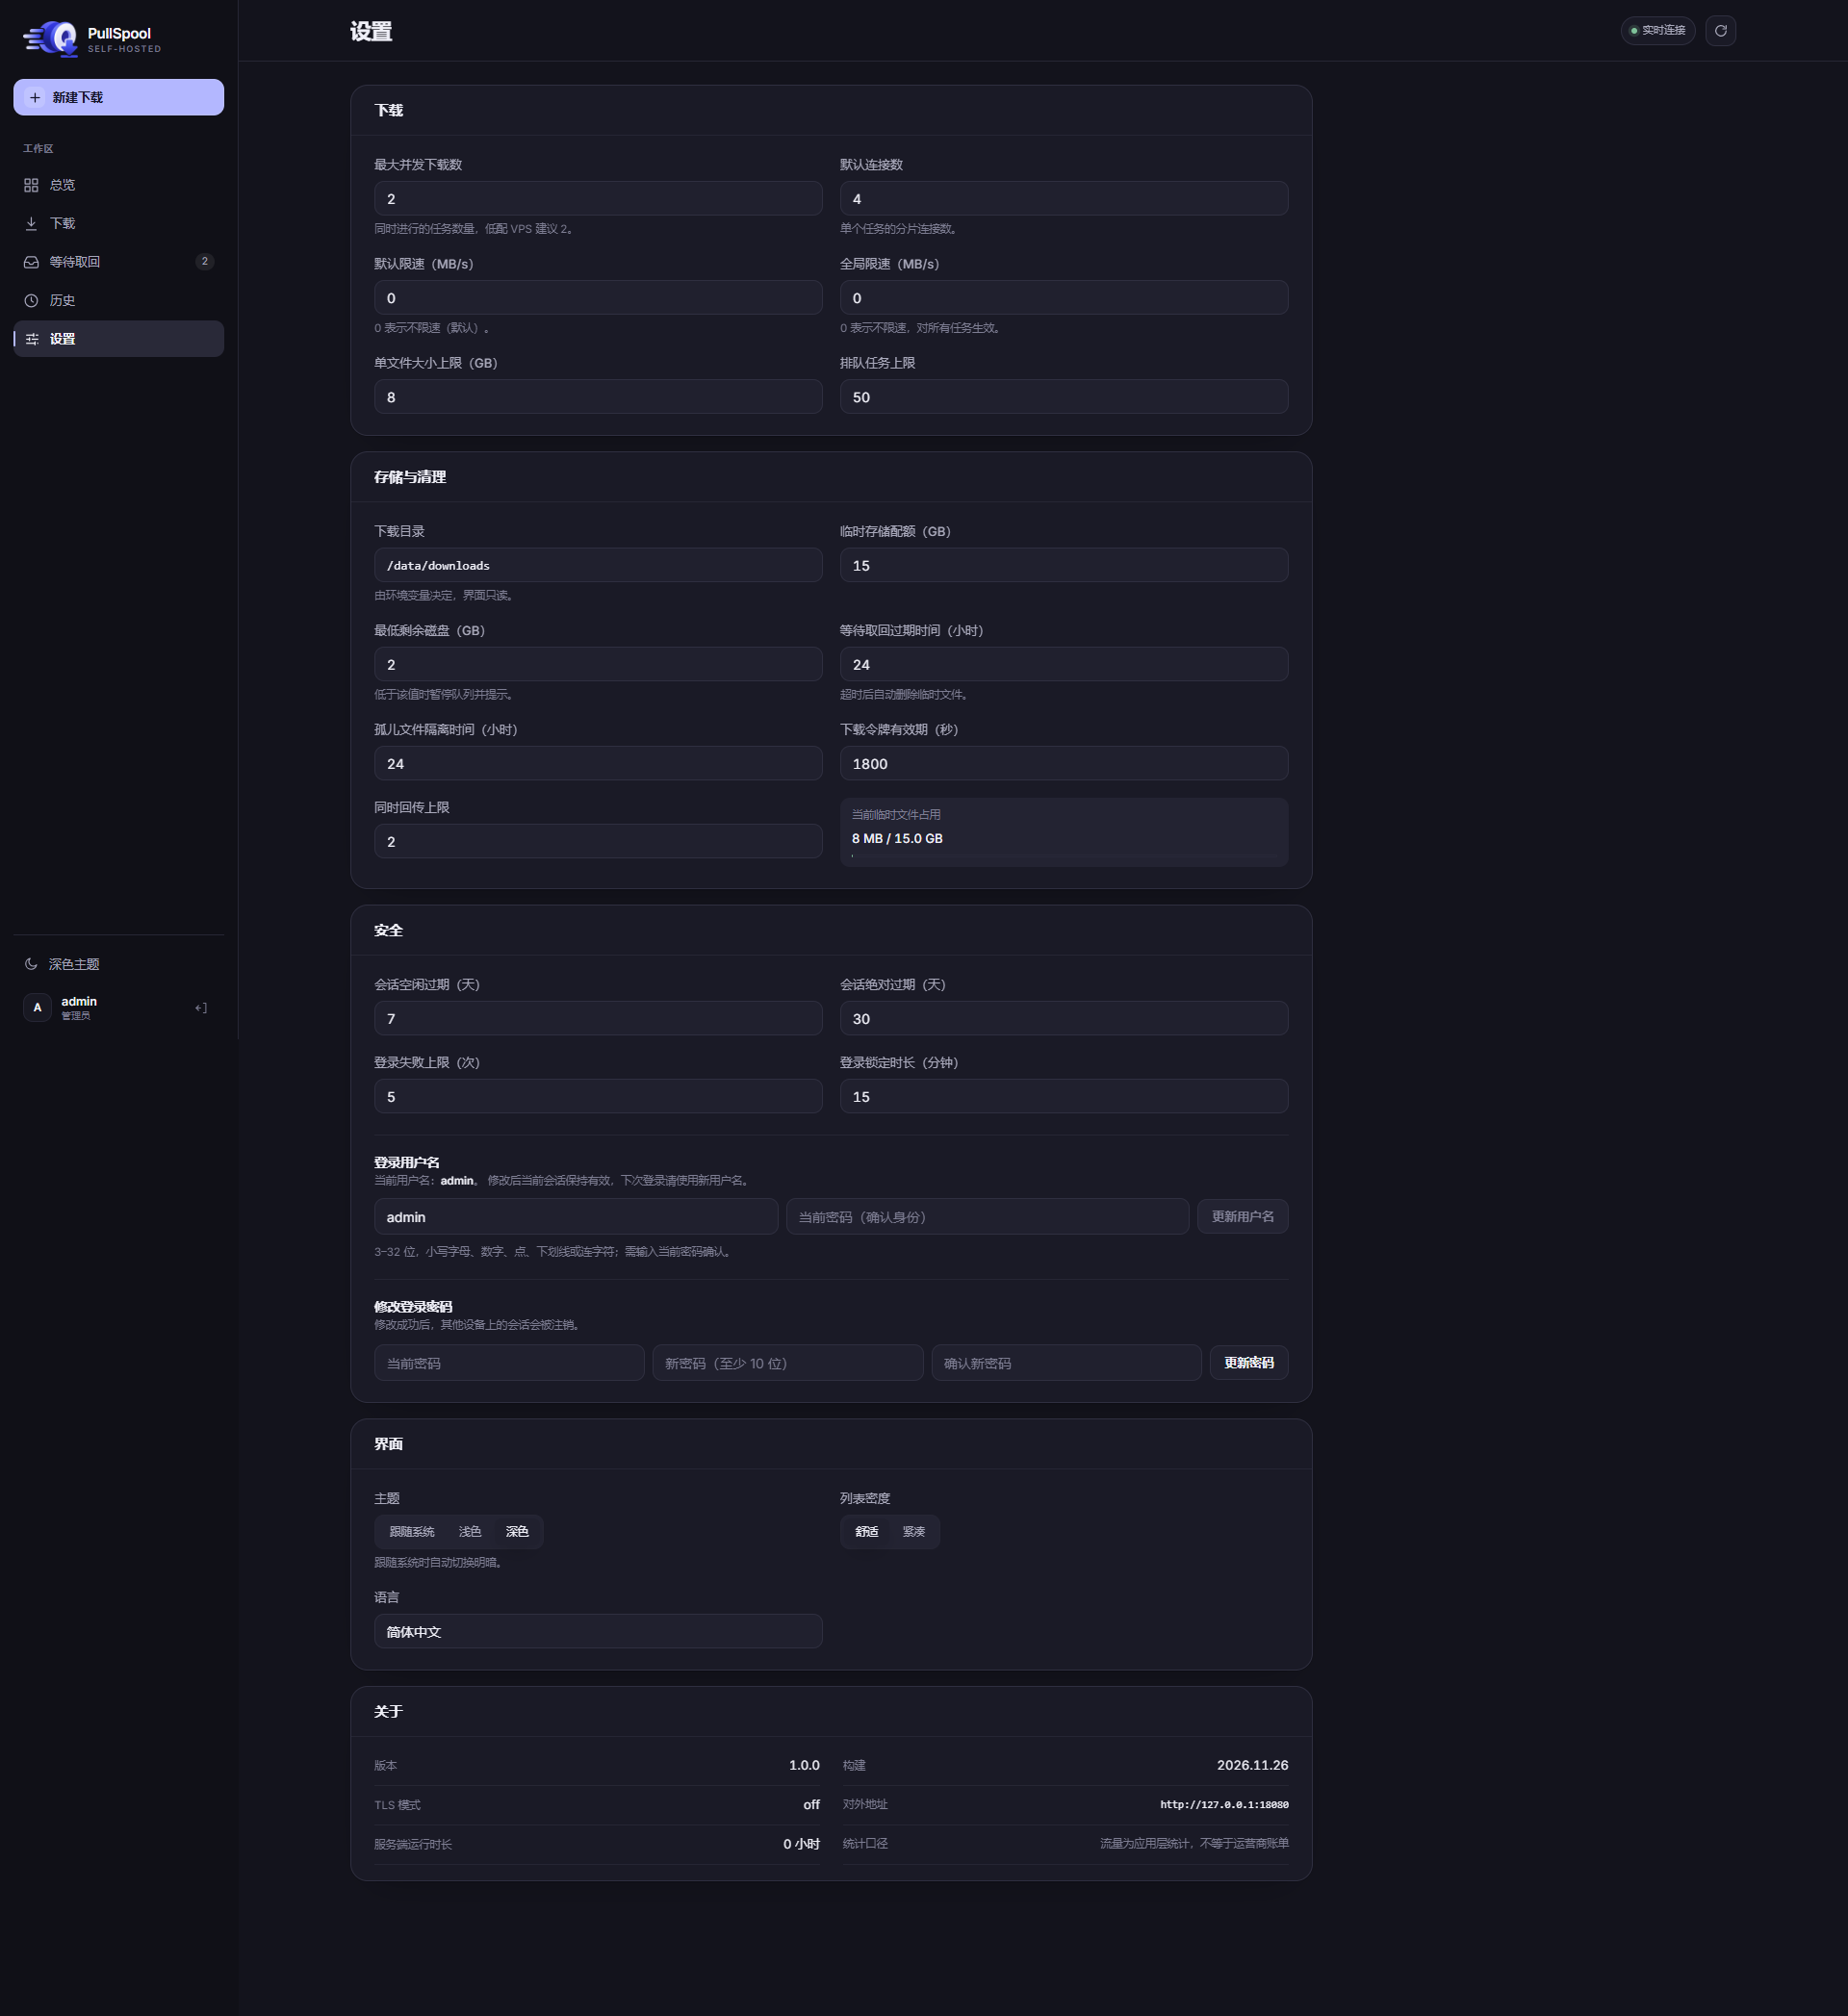 PullSpool
SELF-HOSTED
新建下载
工作区
总览
下载
等待取回 2
历史
设置
深色主题
A
admin
管理员
设置
实时连接
下载
最大并发下载数
2
同时进行的任务数量，低配 VPS 建议 2。
默认连接数
4
单个任务的分片连接数。
默认限速（MB/s）
0
0 表示不限速（默认）。
全局限速（MB/s）
0
0 表示不限速，对所有任务生效。
单文件大小上限（GB）
8
排队任务上限
50
存储与清理
下载目录
/data/downloads
由环境变量决定，界面只读。
临时存储配额（GB）
15
最低剩余磁盘（GB）
2
低于该值时暂停队列并提示。
等待取回过期时间（小时）
24
超时后自动删除临时文件。
孤儿文件隔离时间（小时）
24
下载令牌有效期（秒）
1800
同时回传上限
2
当前临时文件占用
8 MB / 15.0 GB
安全
会话空闲过期（天）
7
会话绝对过期（天）
30
登录失败上限（次）
5
登录锁定时长（分钟）
15
登录用户名
当前用户名：admin。 修改后当前会话保持有效，下次登录请使用新用户名。
admin
当前密码（确认身份）
更新用户名
3–32 位，小写字母、数字、点、下划线或连字符；需输入当前密码确认。
修改登录密码
修改成功后，其他设备上的会话会被注销。
当前密码
新密码（至少 10 位）
确认新密码
更新密码
界面
主题
跟随系统 浅色 深色
跟随系统时自动切换明暗。
列表密度
舒适 紧凑
语言
简体中文
关于
版本 1.0.0
构建 2026.11.26
TLS 模式 off
对外地址 http://127.0.0.1:18080
服务端运行时长 0 小时
统计口径 流量为应用层统计，不等于运营商账单